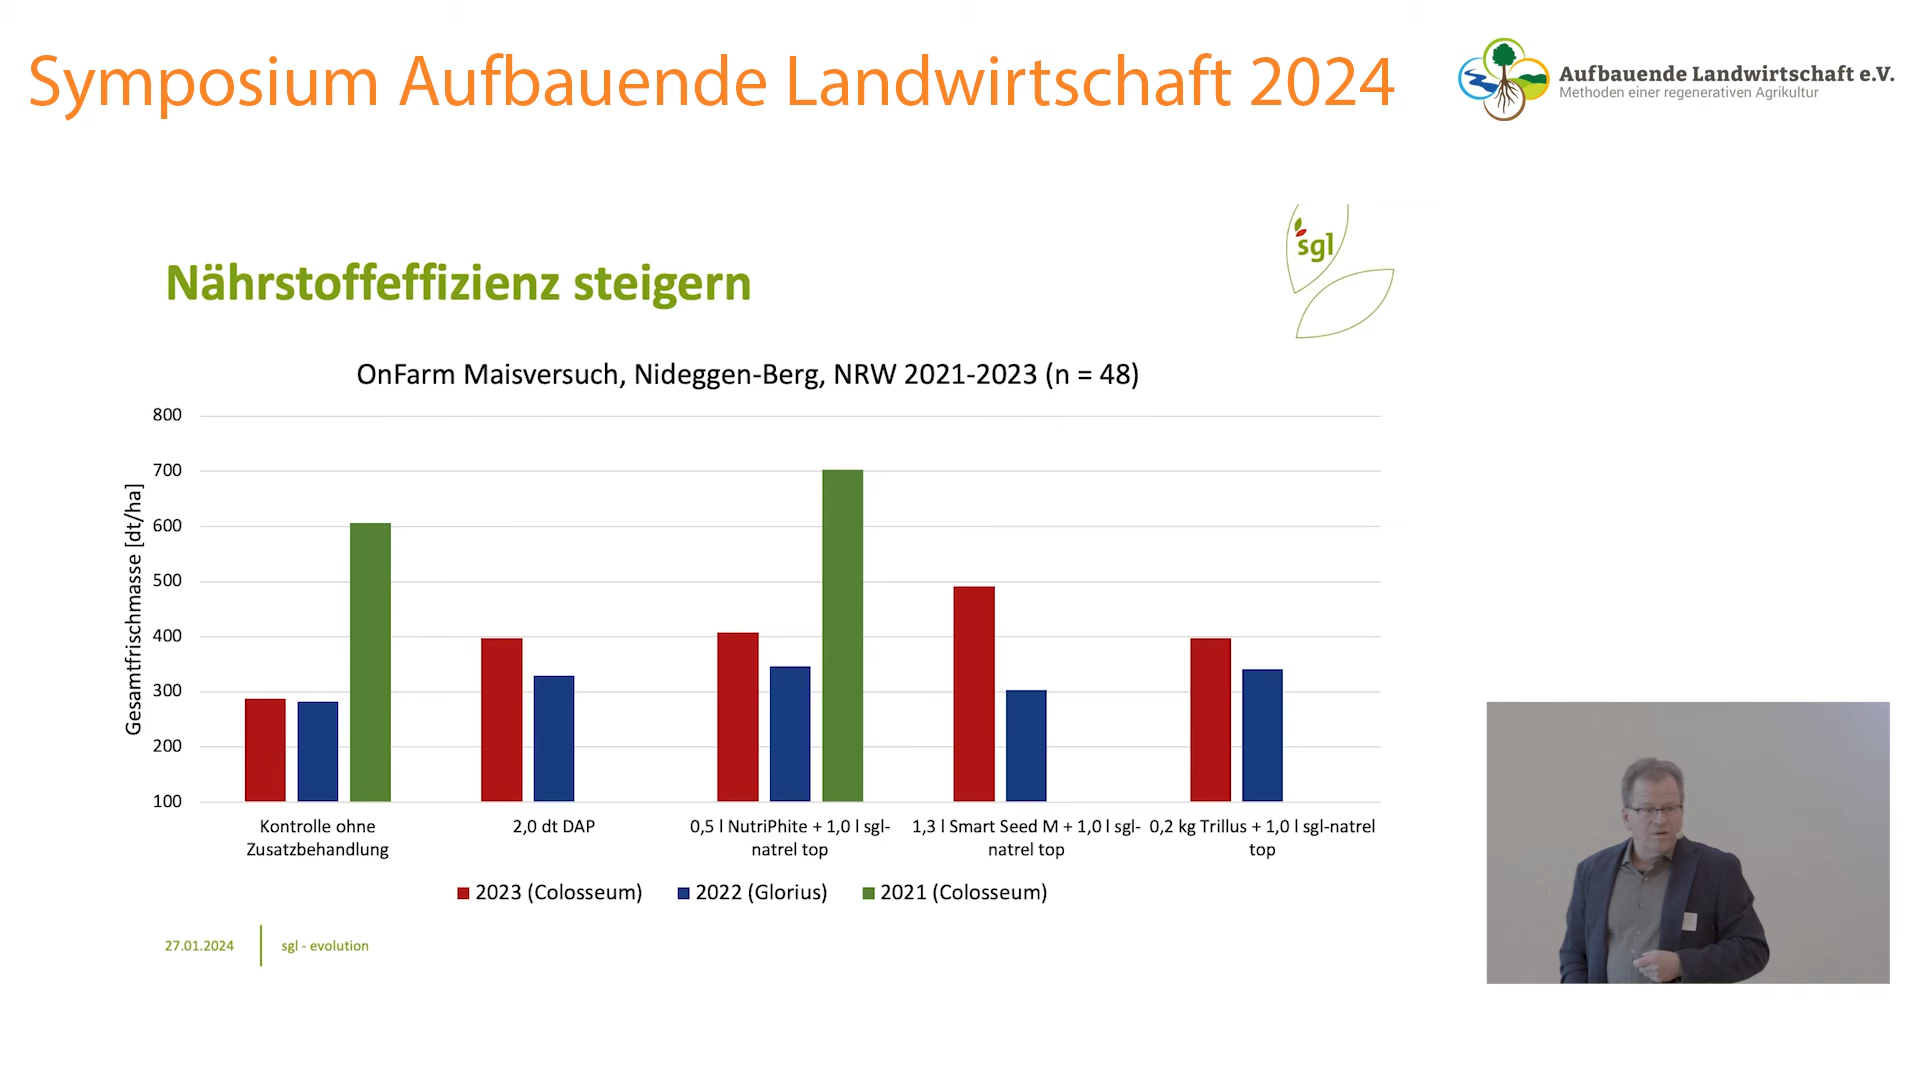 Symposium Aufbauende Landwirtschaft 2024
Aufbauende Landwirtschaft e.V.
Methoden einer regenerativen Agrikultur
sgl
Nährstoffeffizienz steigern
OnFarm Maisversuch, Nideggen-Berg, NRW 2021-2023 (n = 48)
Gesamtfrischmasse [dt/ha]
800
700
600
500
400
300
200
100
Kontrolle ohne
Zusatzbehandlung
2,0 dt DAP
0,5 l NutriPhite + 1,0 l sgl-
natrel top
1,3 l Smart Seed M + 1,0 l sgl-
natrel top
0,2 kg Trillus + 1,0 l sgl-natrel
top
2023 (Colosseum)
2022 (Glorius)
2021 (Colosseum)
27.01.2024
sgl - evolution